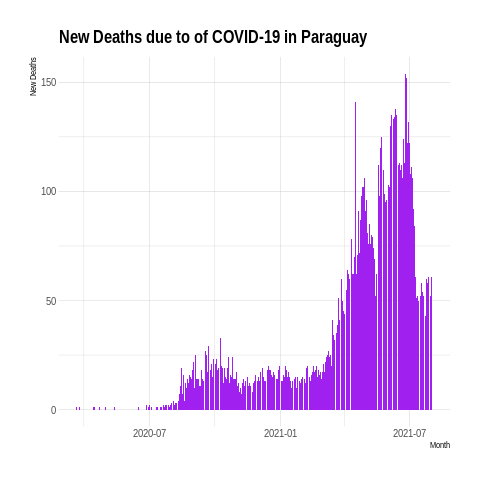 New Deaths due to of COVID-19 in Paraguay
New Deaths
150
100
50
0
2020-07
2021-01
2021-07
Month